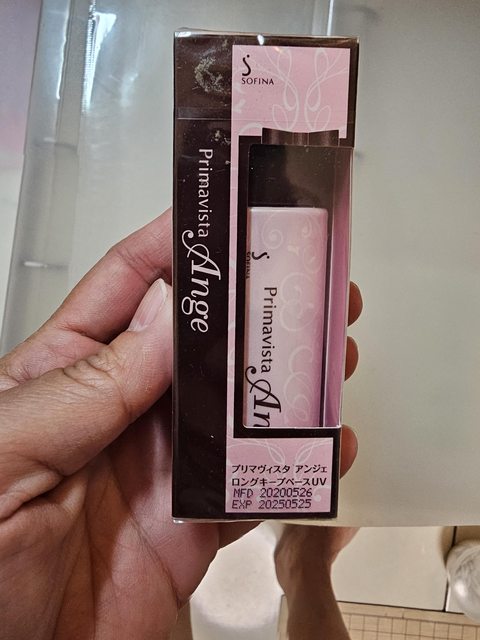 SOFINA
Primavista
Ange
SOFINA
Primavista
An
プリマヴィスタ アンジェ
ロングキープベースUV
MFD 20200526
EXP 20250525